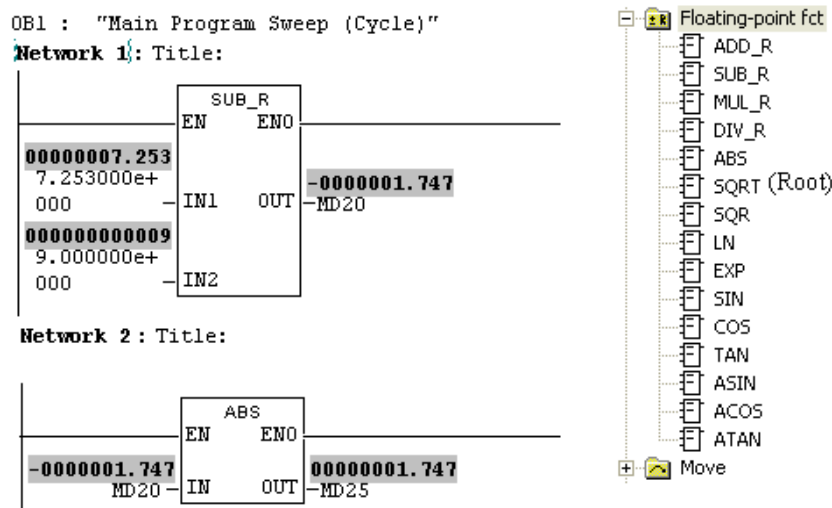 OB1 : "Main Program Sweep (Cycle)"
Network 1: Title:
SUB_R
EN ENO
00000007.253
7.253000e+
000
IN1 OUT
-0000001.747
MD20
000000000009
9.000000e+
000
IN2
Network 2: Title:
ABS
EN ENO
-0000001.747
MD20
IN OUT
00000001.747
MD25
Floating-point fct
ADD_R
SUB_R
MUL_R
DIV_R
ABS
SQRT (Root)
SQR
LN
EXP
SIN
COS
TAN
ASIN
ACOS
ATAN
Move